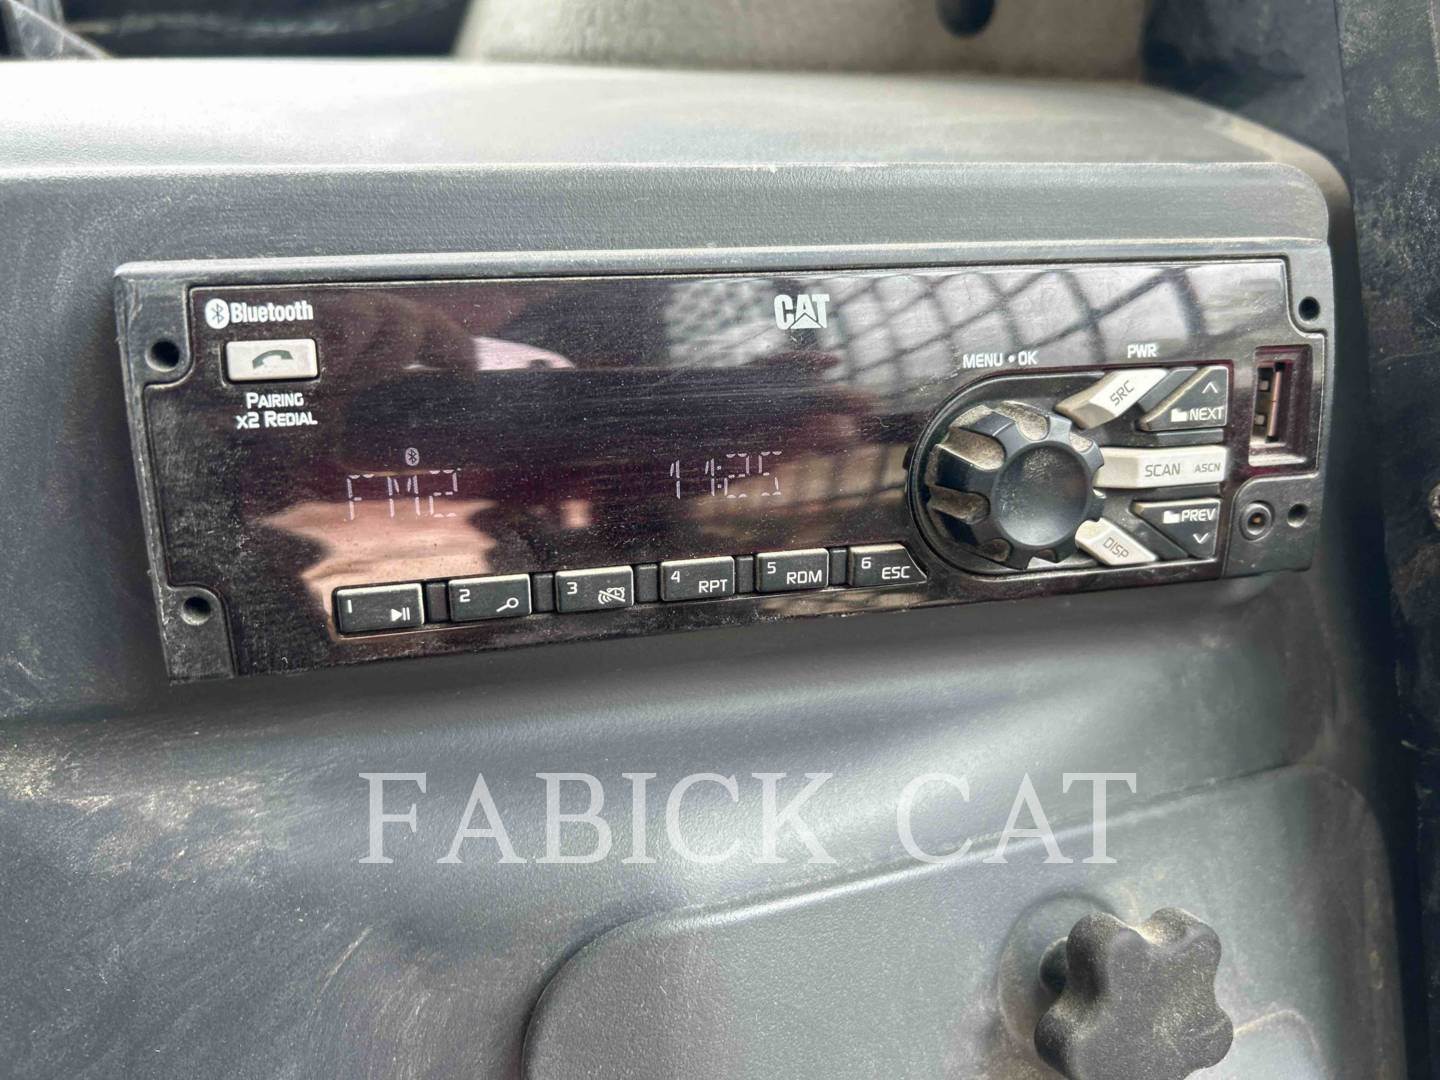 Bluetooth
CAT
PAIRING
x2 REDIAL
MENU • OK
PWR
SRC
NEXT
SCAN ASCN
PREV
DISP
FM2
11:25
1
2
3
4 RPT
5 RDM
6 ESC
FABICK CAT